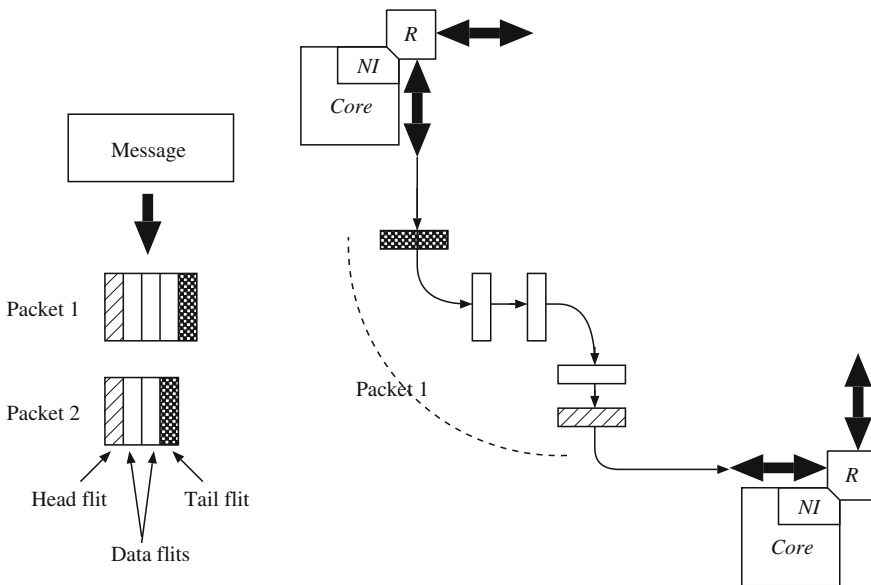 R
NI
Core
Message
Packet 1
Packet 1
Packet 2
Head flit
Tail flit
Data flits
R
NI
Core